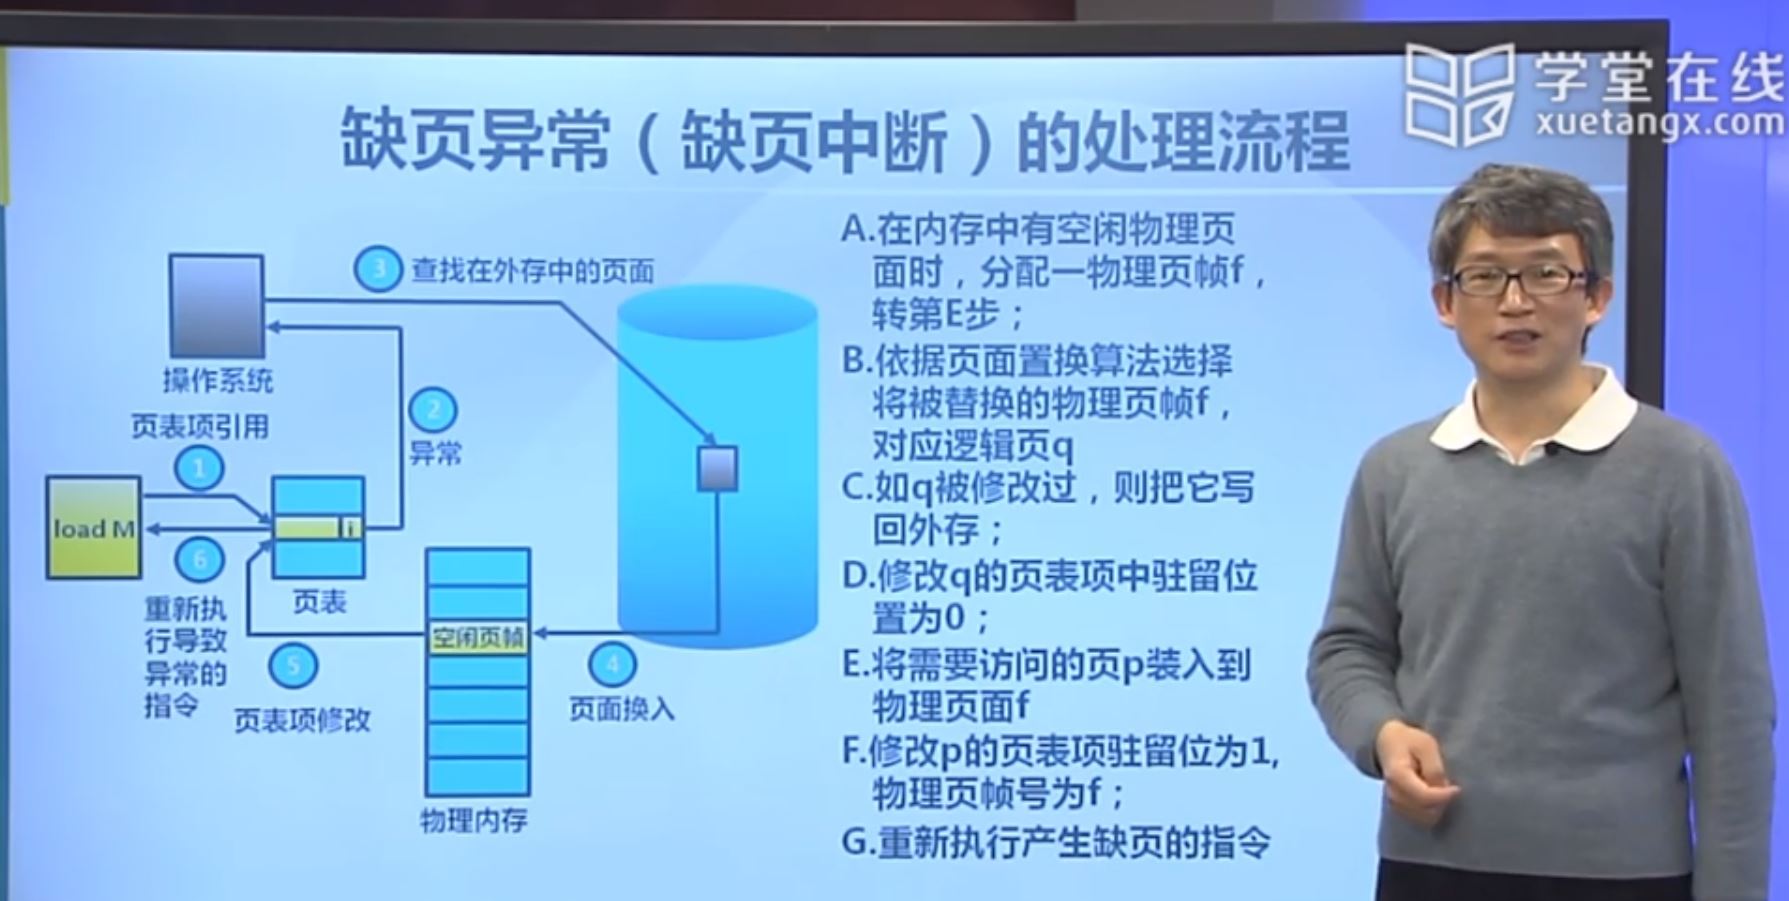 学堂在线
xuetangx.com
缺页异常（缺页中断）的处理流程
3
查找在外存中的页面
操作系统
页表项引用
1
2
异常
load M
i
6
页表
重新执
行导致
异常的
指令
5
页表项修改
空闲页帧
4
页面换入
物理内存
A.在内存中有空闲物理页
面时，分配一物理页帧f，
转第E步；
B.依据页面置换算法选择
将被替换的物理页帧f，
对应逻辑页q
C.如q被修改过，则把它写
回外存；
D.修改q的页表项中驻留位
置为0；
E.将需要访问的页p装入到
物理页面f
F.修改p的页表项驻留位为1,
物理页帧号为f；
G.重新执行产生缺页的指令